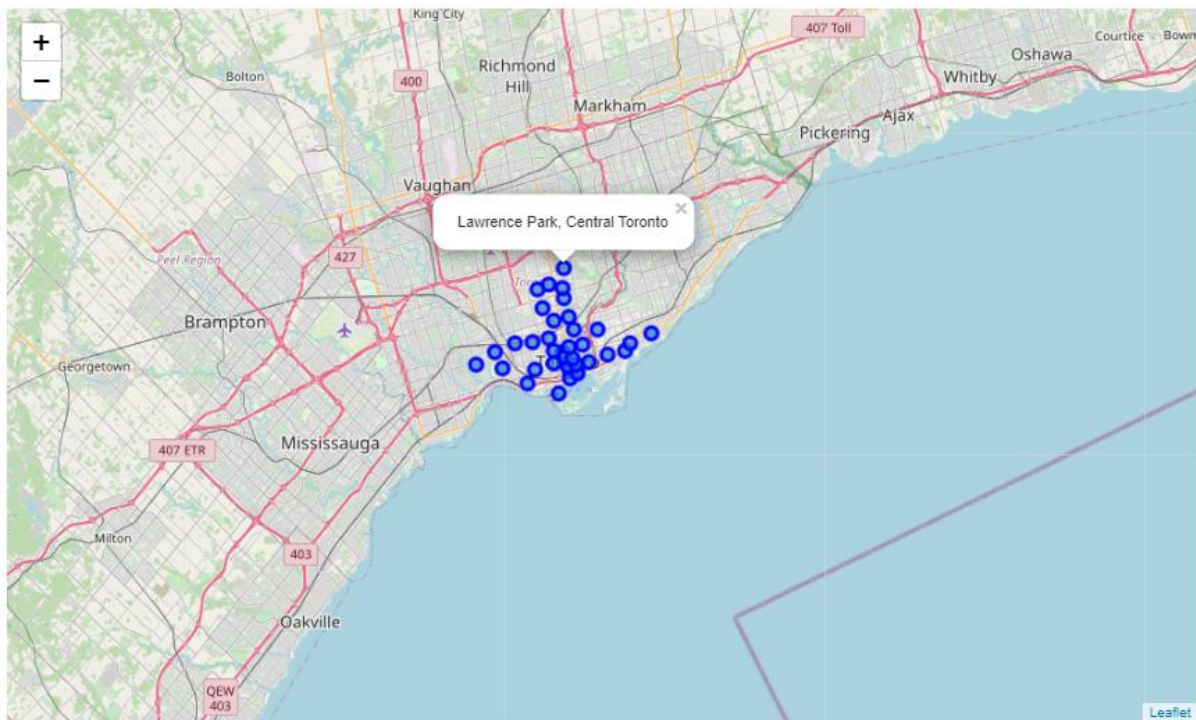 King City
407 Toll
Courtice
Bowm
+
−
Bolton
400
Richmond
Hill
Markham
Oshawa
Whitby
Ajax
Pickering
Vaughan
Lawrence Park, Central Toronto
×
427
Peel Region
Brampton
Georgetown
Mississauga
407 ETR
Milton
403
Oakville
QEW
403
Leaflet